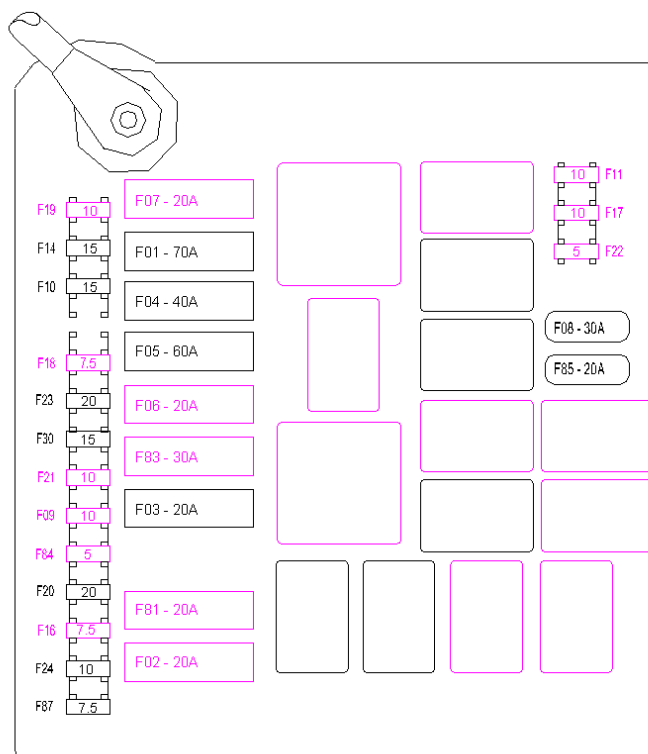 F19 10
F14 15
F10 15
F18 7.5
F23 20
F30 15
F21 10
F09 10
F84 5
F20 20
F16 7.5
F24 10
F87 7.5
F07 - 20A
F01 - 70A
F04 - 40A
F05 - 60A
F06 - 20A
F83 - 30A
F03 - 20A
F81 - 20A
F02 - 20A
10 F11
10 F17
5 F22
F08 - 30A
F85 - 20A